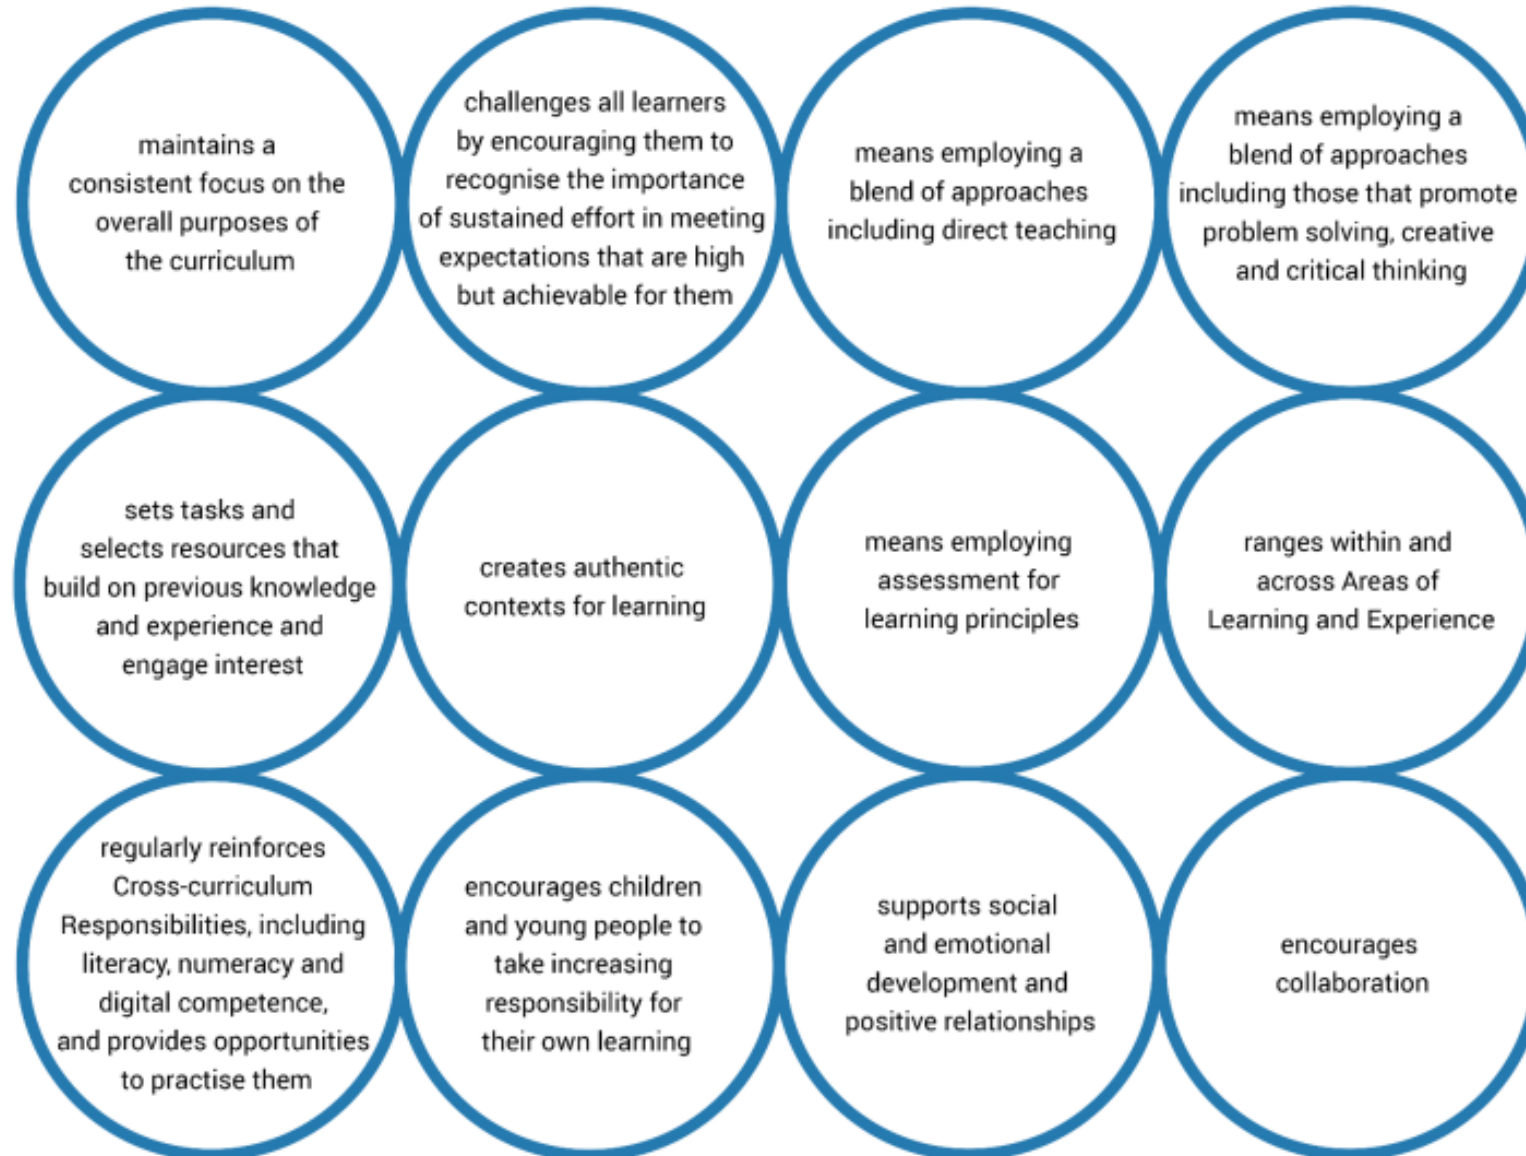 maintains a
consistent focus on the
overall purposes of
the curriculum
challenges all learners
by encouraging them to
recognise the importance
of sustained effort in meeting
expectations that are high
but achievable for them
means employing a
blend of approaches
including direct teaching
means employing a
blend of approaches
including those that promote
problem solving, creative
and critical thinking
sets tasks and
selects resources that
build on previous knowledge
and experience and
engage interest
creates authentic
contexts for learning
means employing
assessment for
learning principles
ranges within and
across Areas of
Learning and Experience
regularly reinforces
Cross-curriculum
Responsibilities, including
literacy, numeracy and
digital competence,
and provides opportunities
to practise them
encourages children
and young people to
take increasing
responsibility for
their own learning
supports social
and emotional
development and
positive relationships
encourages
collaboration